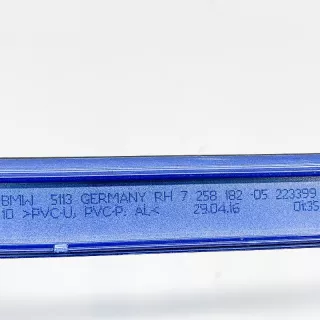 BMW 5113 GERMANY RH 7 258 182 -05 223399
10 >PVC-U, PVC-P, AL< 29.04.16 01:35